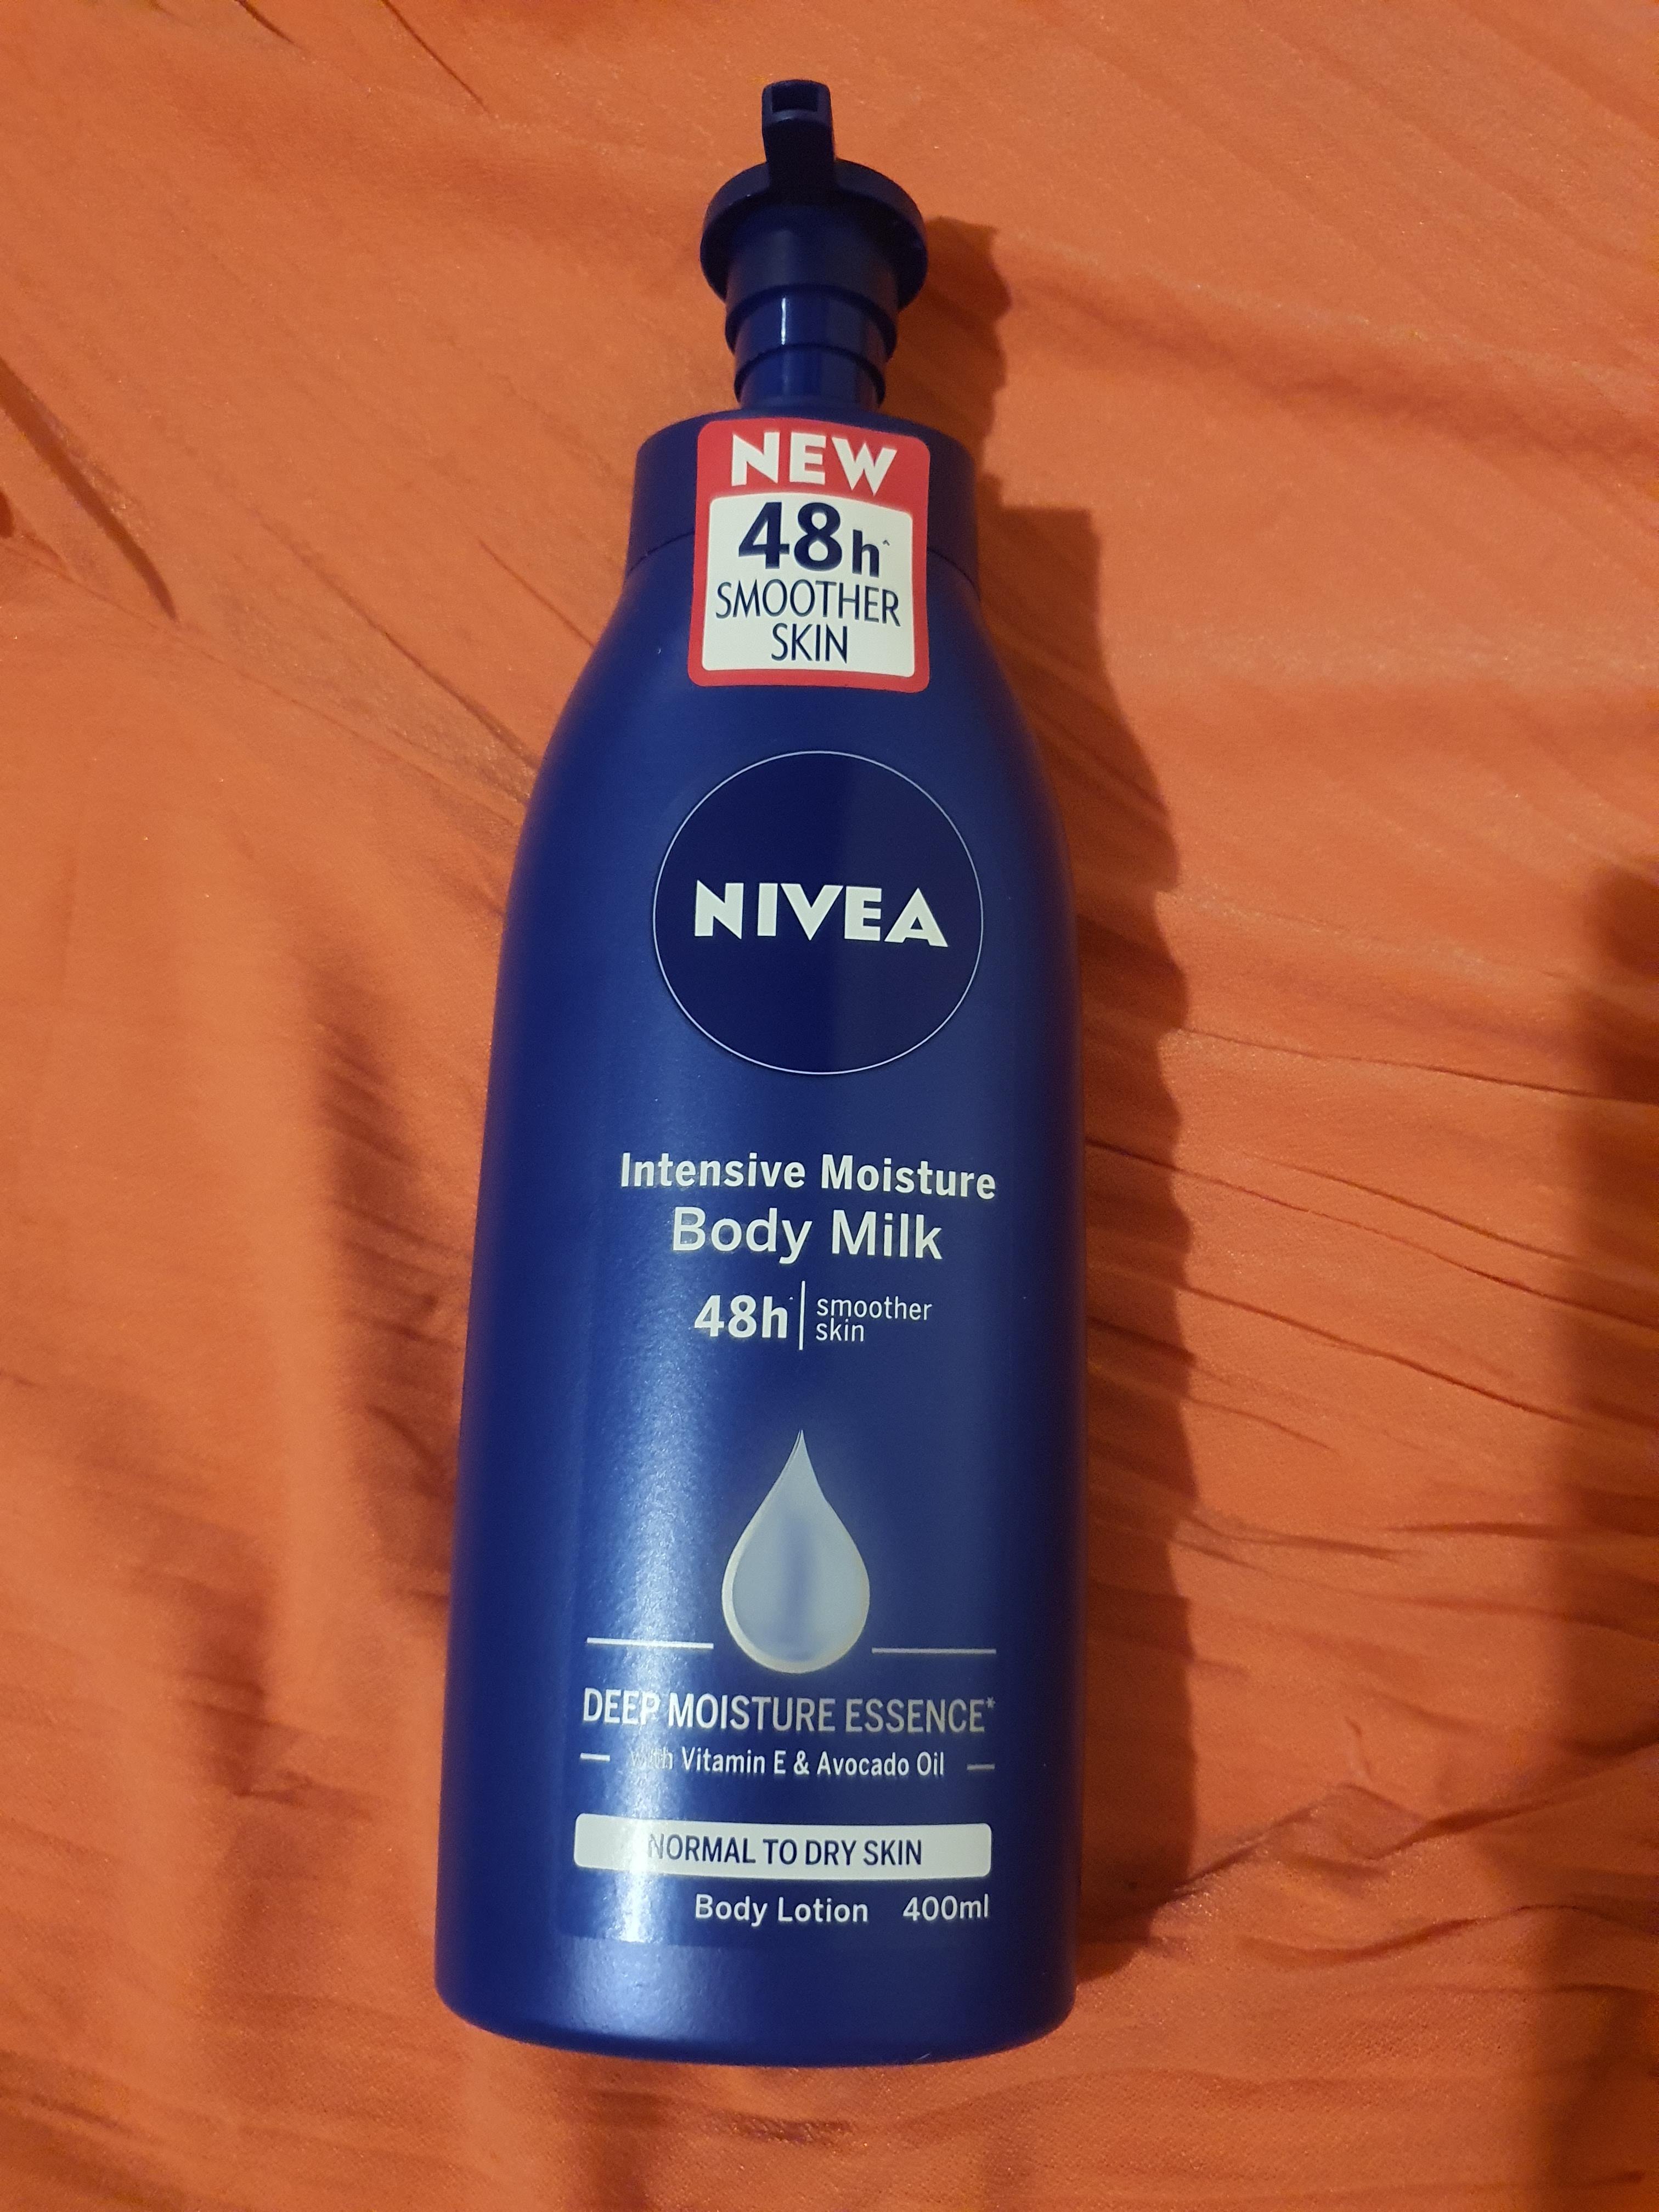 NEW
48h^
SMOOTHER
SKIN
NIVEA
Intensive Moisture
Body Milk
48h^ smoother
skin
DEEP MOISTURE ESSENCE*
with Vitamin E & Avocado Oil
NORMAL TO DRY SKIN
Body Lotion 400ml